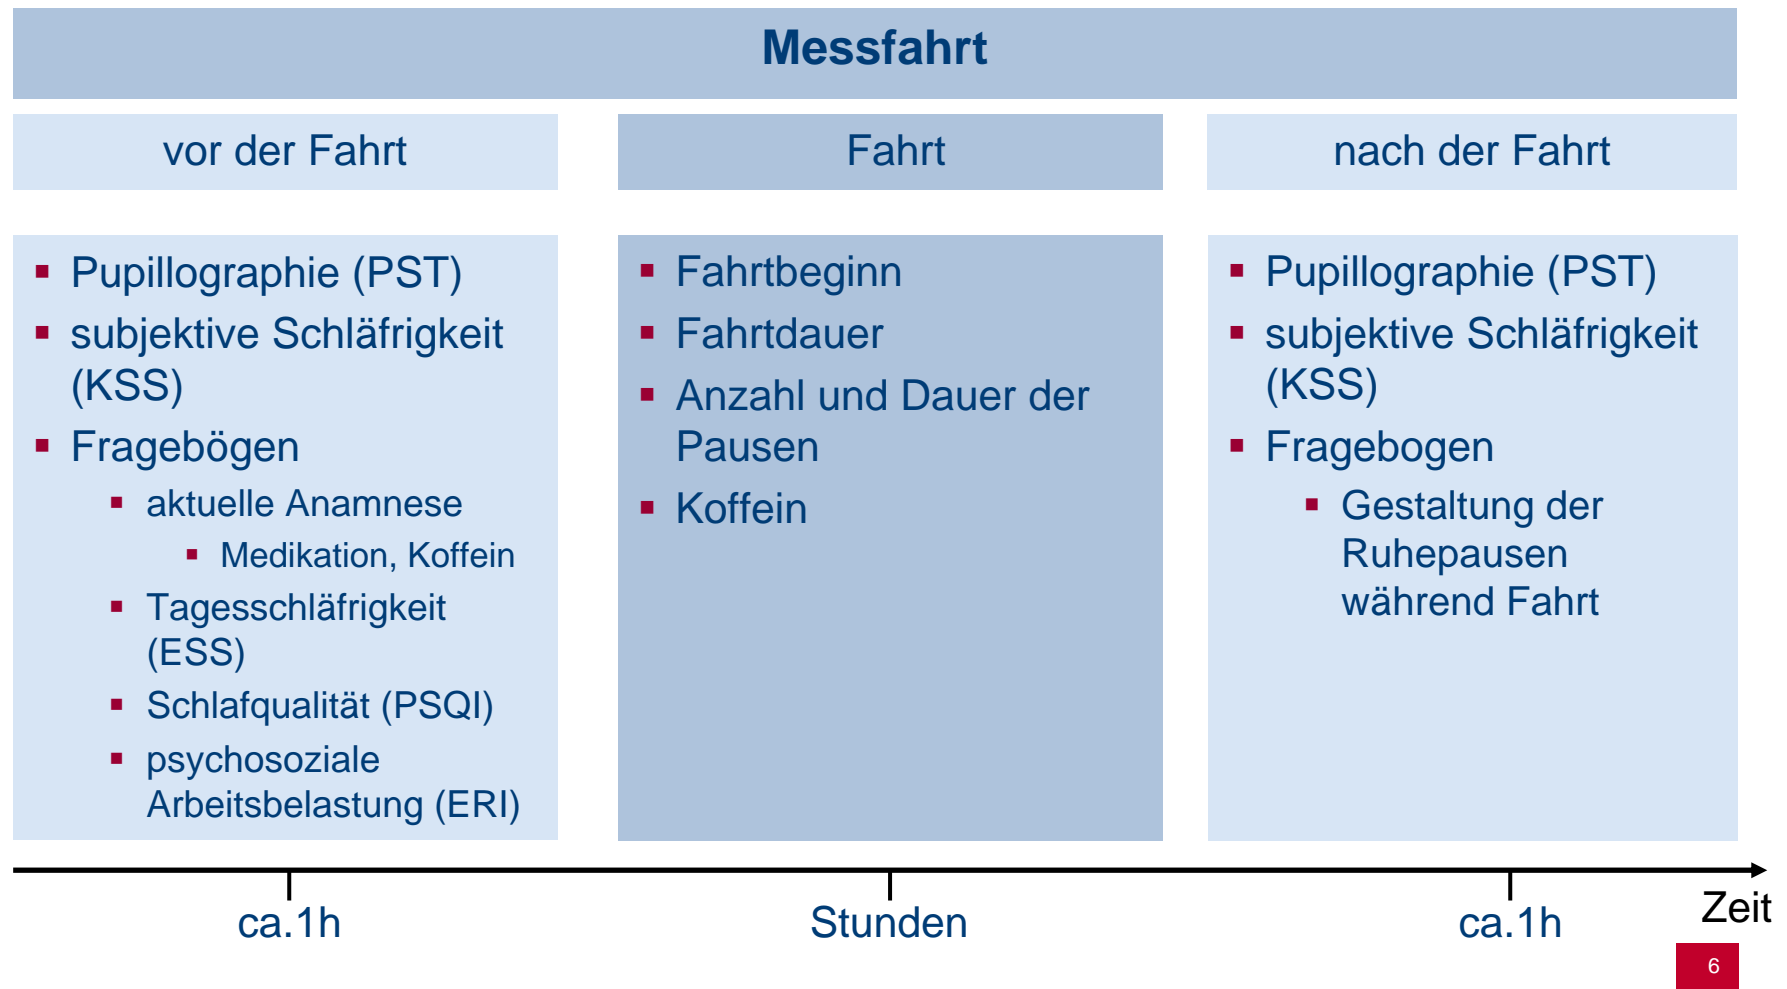 Messfahrt
vor der Fahrt
Fahrt
nach der Fahrt
▪ Pupillographie (PST)
▪ subjektive Schläfrigkeit
(KSS)
▪ Fragebögen
▪ aktuelle Anamnese
▪ Medikation, Koffein
▪ Tagesschläfrigkeit
(ESS)
▪ Schlafqualität (PSQI)
▪ psychosoziale
Arbeitsbelastung (ERI)
▪ Fahrtbeginn
▪ Fahrtdauer
▪ Anzahl und Dauer der
Pausen
▪ Koffein
▪ Pupillographie (PST)
▪ subjektive Schläfrigkeit
(KSS)
▪ Fragebogen
▪ Gestaltung der
Ruhepausen
während Fahrt
ca.1h
Stunden
ca.1h
Zeit
6